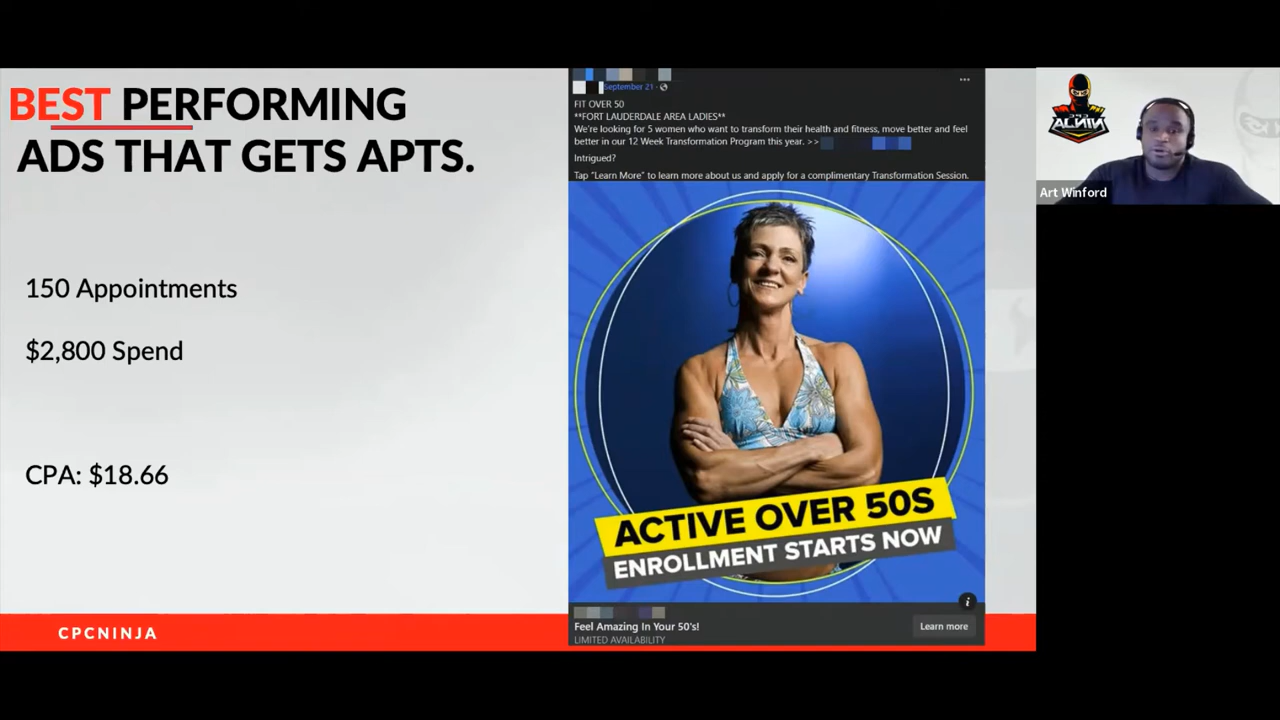 BEST PERFORMING
ADS THAT GETS APTS.
150 Appointments
$2,800 Spend
CPA: $18.66
CPCNINJA
September 21 ·
FIT OVER 50
**FORT LAUDERDALE AREA LADIES**
We're looking for 5 women who want to transform their health and fitness, move better and feel
better in our 12 Week Transformation Program this year. >>
Intrigued?
Tap "Learn More" to learn more about us and apply for a complimentary Transformation Session.
ACTIVE OVER 50S
ENROLLMENT STARTS NOW
Feel Amazing In Your 50's!
LIMITED AVAILABILITY
Learn more
CPC
NINJA
Art Winford